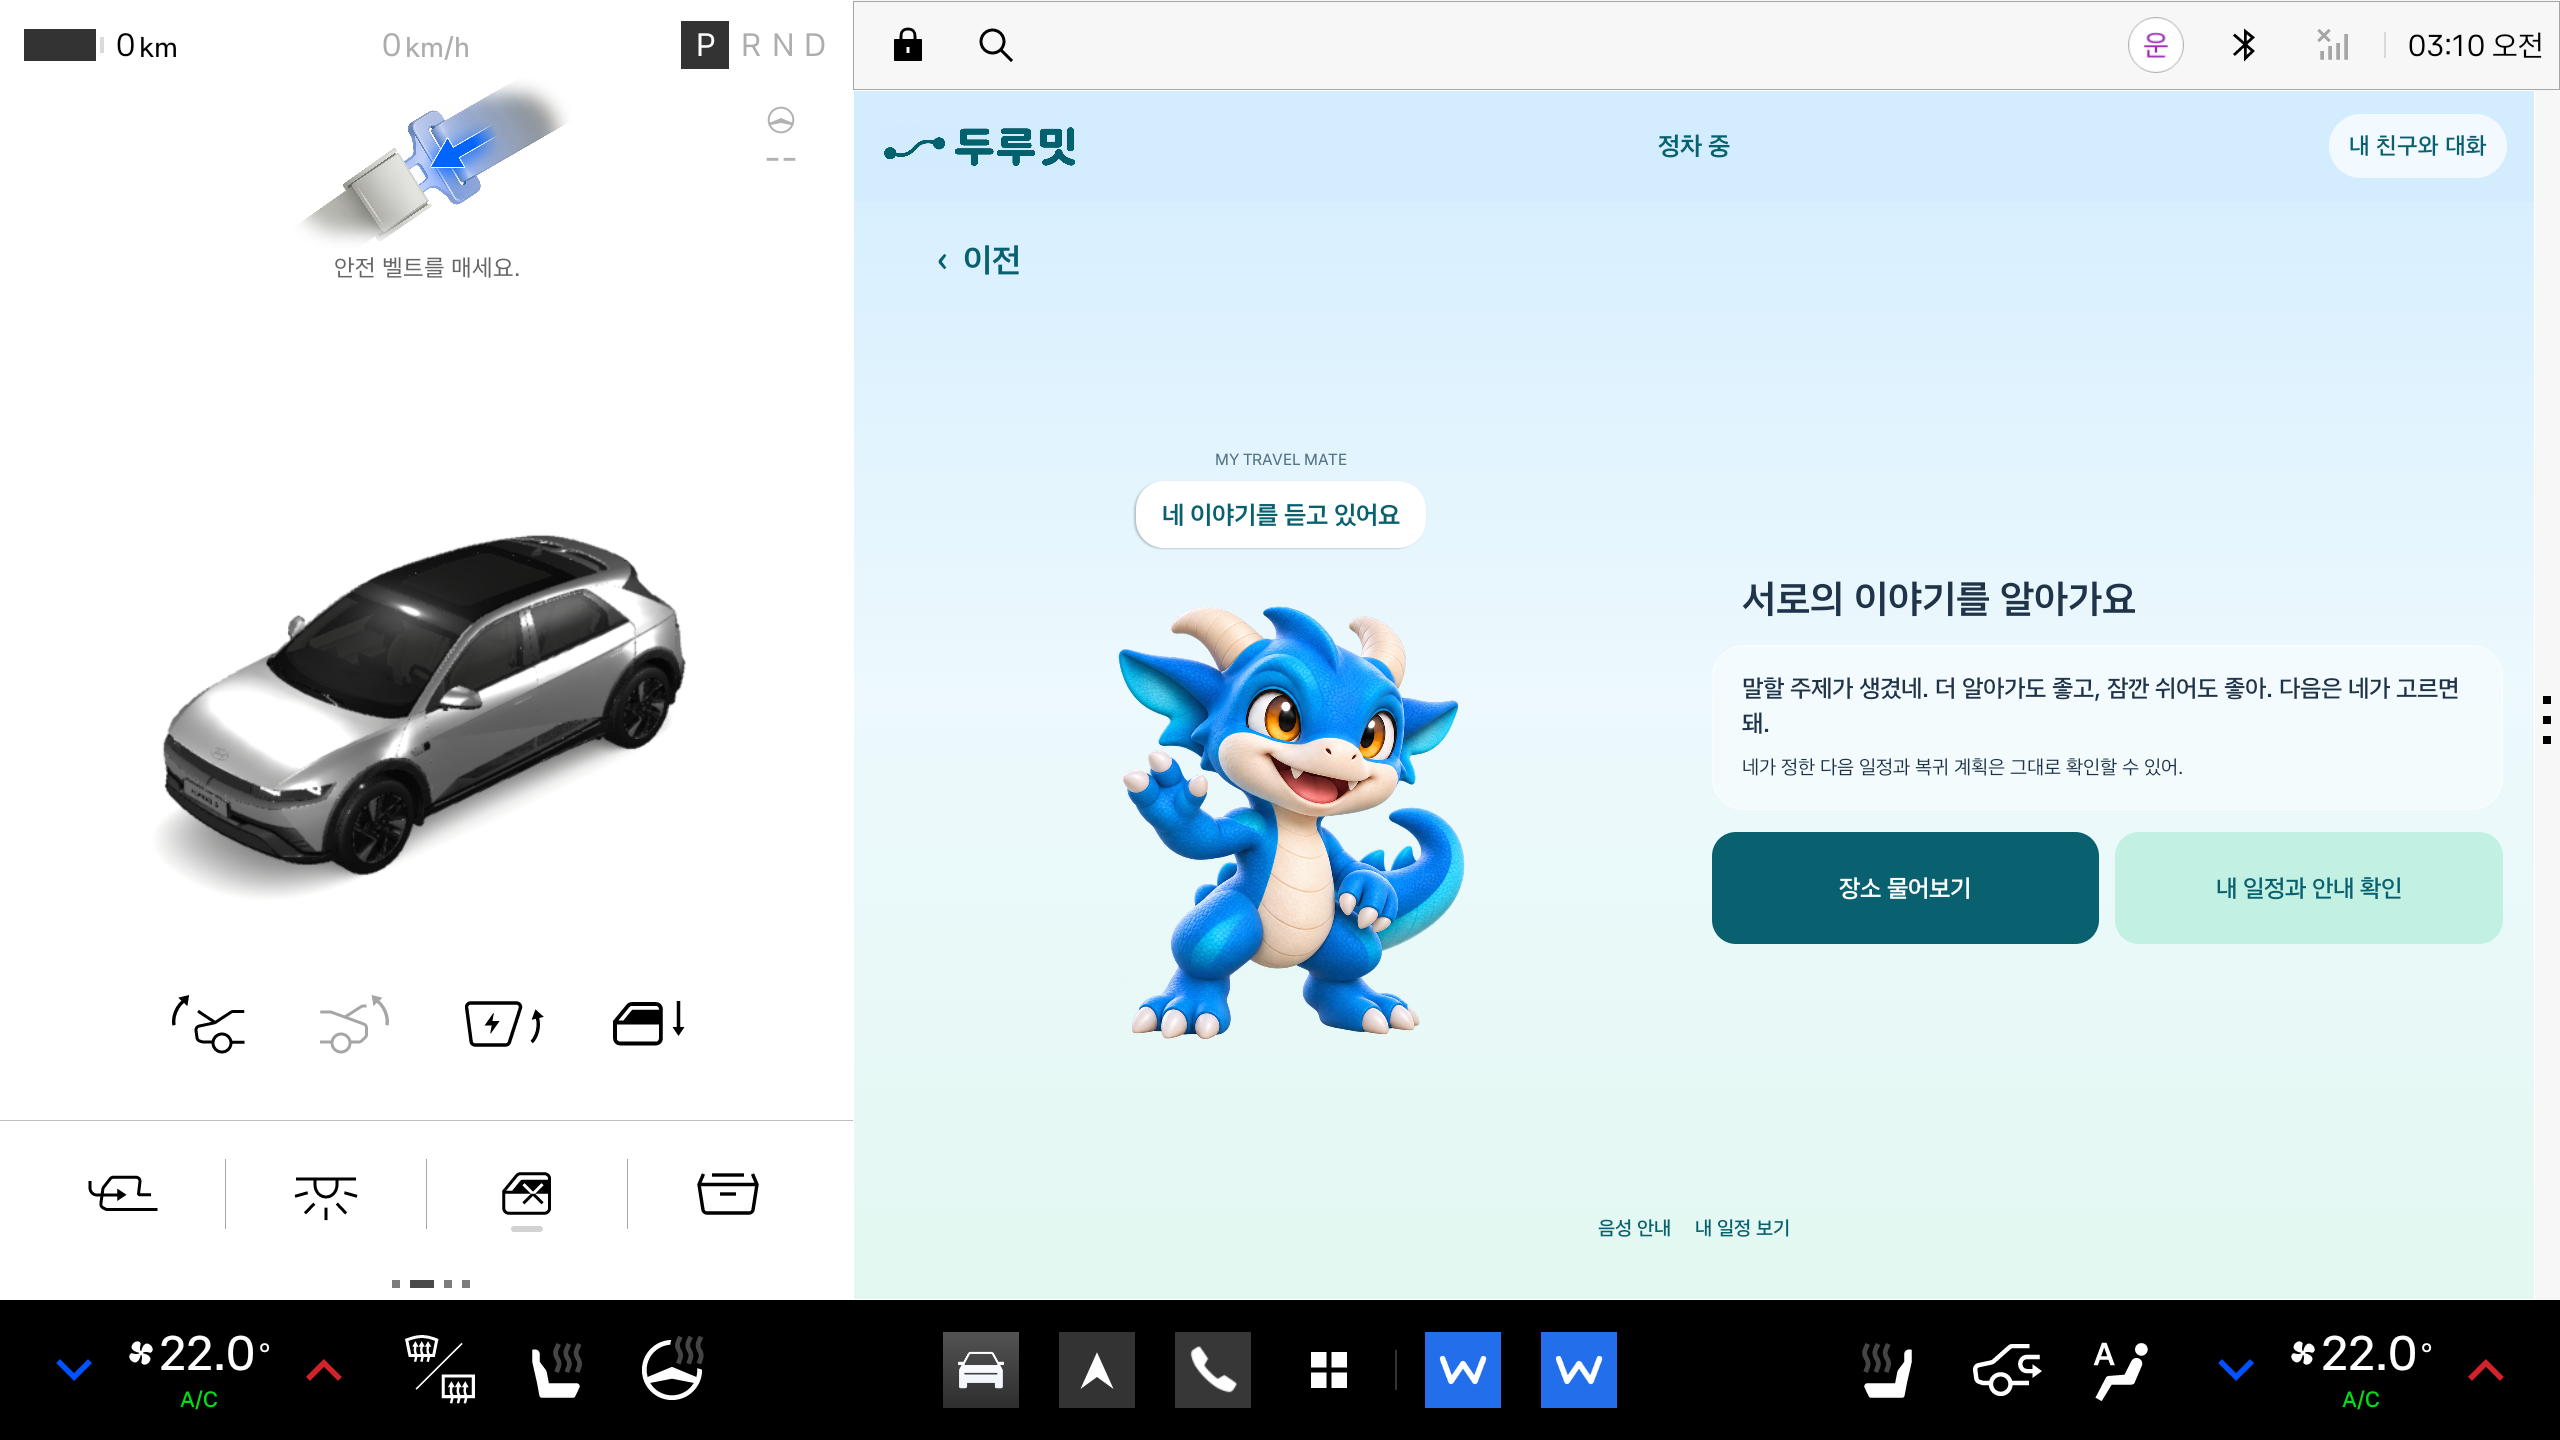 0 km
0 km/h
P R N D
안전 벨트를 매세요.
운
03:10 오전
두루밋
정차 중
내 친구와 대화
‹ 이전
MY TRAVEL MATE
네 이야기를 듣고 있어요
서로의 이야기를 알아가요
말할 주제가 생겼네. 더 알아가도 좋고, 잠깐 쉬어도 좋아. 다음은 네가 고르면
돼.
네가 정한 다음 일정과 복귀 계획은 그대로 확인할 수 있어.
장소 물어보기
내 일정과 안내 확인
음성 안내
내 일정 보기
22.0°
A/C
A
22.0°
A/C